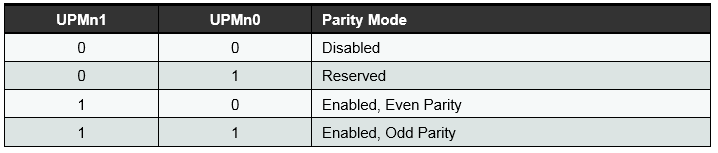 UPMn1 UPMn0 Parity Mode
0 0 Disabled
0 1 Reserved
1 0 Enabled, Even Parity
1 1 Enabled, Odd Parity